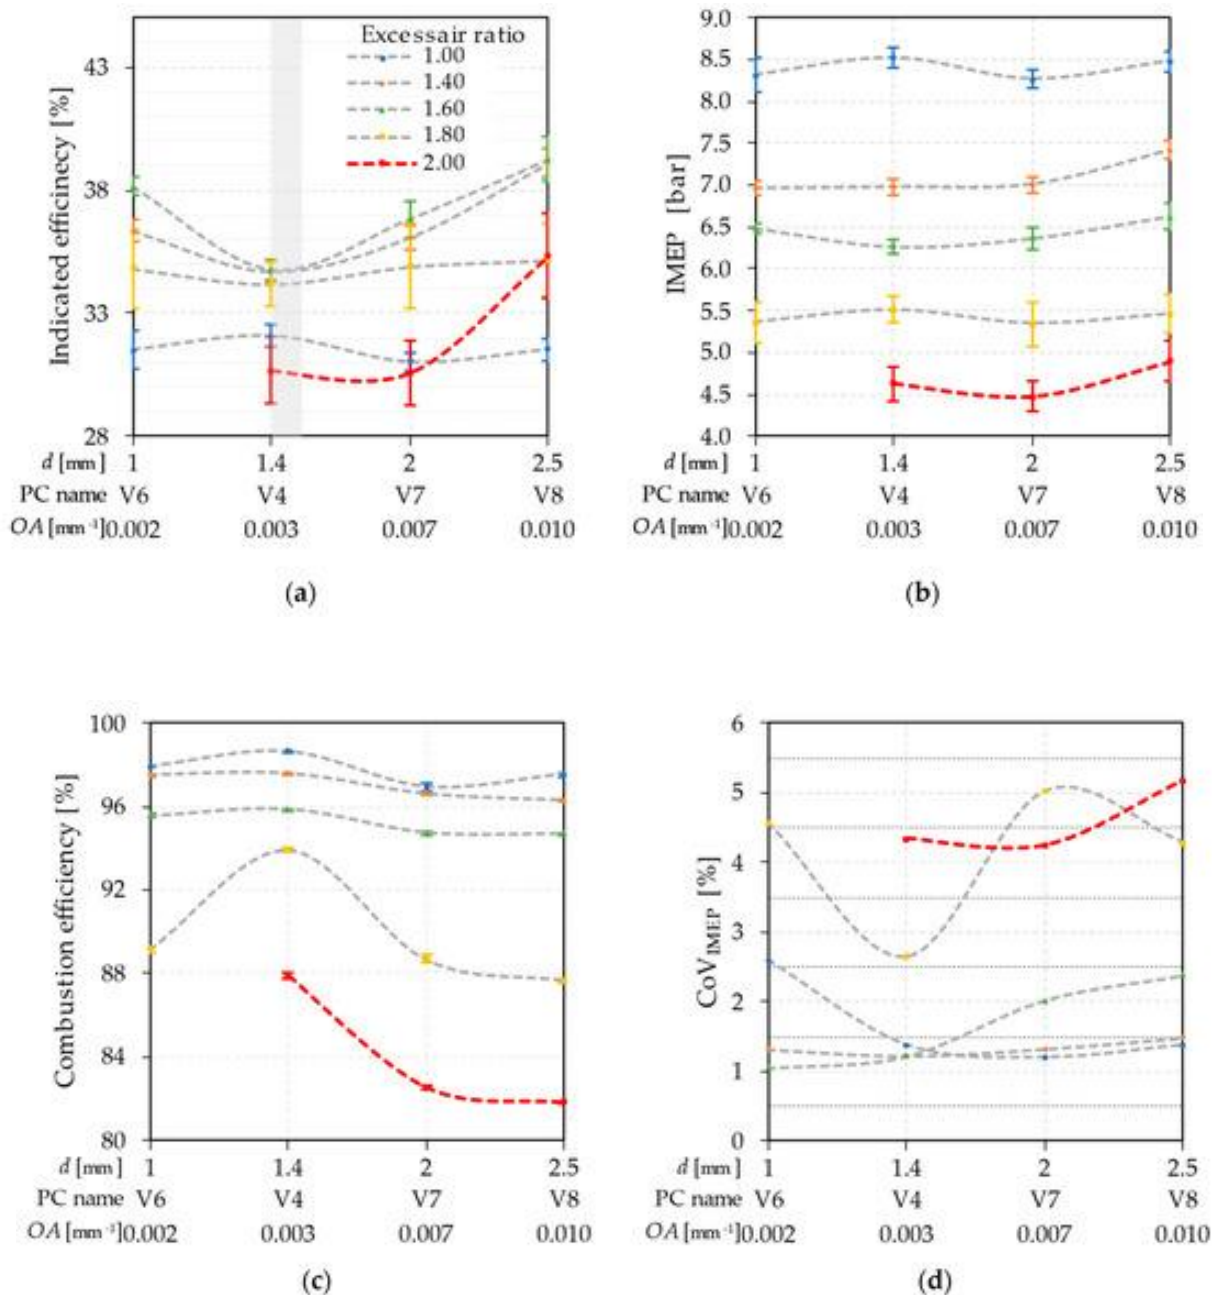 Excessair ratio
1.00
1.40
1.60
1.80
2.00
Indicated efficinecy [%]
43
38
33
28
d [mm] 1 1.4 2 2.5
PC name V6 V4 V7 V8
OA [mm⁻¹] 0.002 0.003 0.007 0.010
(a)
IMEP [bar]
9.0
8.5
8.0
7.5
7.0
6.5
6.0
5.5
5.0
4.5
4.0
d [mm] 1 1.4 2 2.5
PC name V6 V4 V7 V8
OA [mm⁻¹] 0.002 0.003 0.007 0.010
(b)
Combustion efficiency [%]
100
96
92
88
84
80
d [mm] 1 1.4 2 2.5
PC name V6 V4 V7 V8
OA [mm⁻¹] 0.002 0.003 0.007 0.010
(c)
CoV_IMEP [%]
6
5
4
3
2
1
0
d [mm] 1 1.4 2 2.5
PC name V6 V4 V7 V8
OA [mm⁻¹] 0.002 0.003 0.007 0.010
(d)